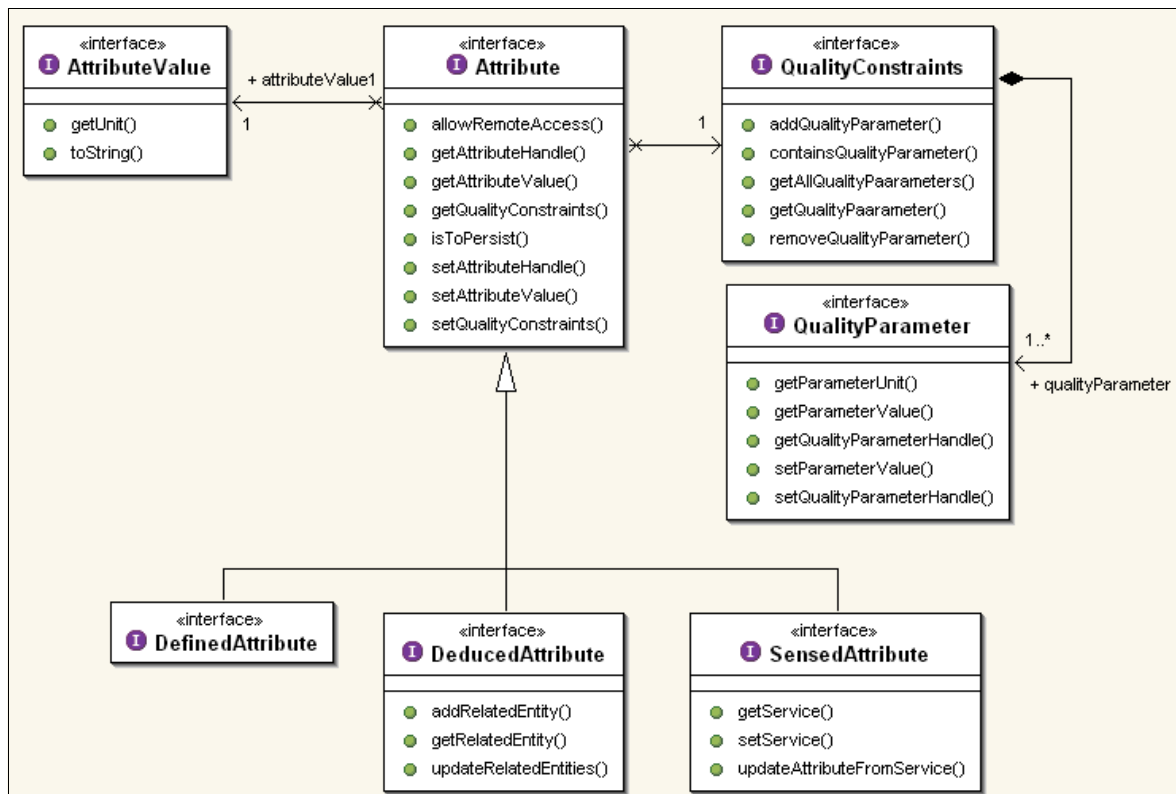 «interface»
I AttributeValue
getUnit()
toString()
+ attributeValue1
1
«interface»
I Attribute
allowRemoteAccess()
getAttributeHandle()
getAttributeValue()
getQualityConstraints()
isToPersist()
setAttributeHandle()
setAttributeValue()
setQualityConstraints()
1
«interface»
I QualityConstraints
addQualityParameter()
containsQualityParameter()
getAllQualityPaarameters()
getQualityPaarameter()
removeQualityParameter()
«interface»
I QualityParameter
getParameterUnit()
getParameterValue()
getQualityParameterHandle()
setParameterValue()
setQualityParameterHandle()
1..*
+ qualityParameter
«interface»
I DefinedAttribute
«interface»
I DeducedAttribute
addRelatedEntity()
getRelatedEntity()
updateRelatedEntities()
«interface»
I SensedAttribute
getService()
setService()
updateAttributeFromService()